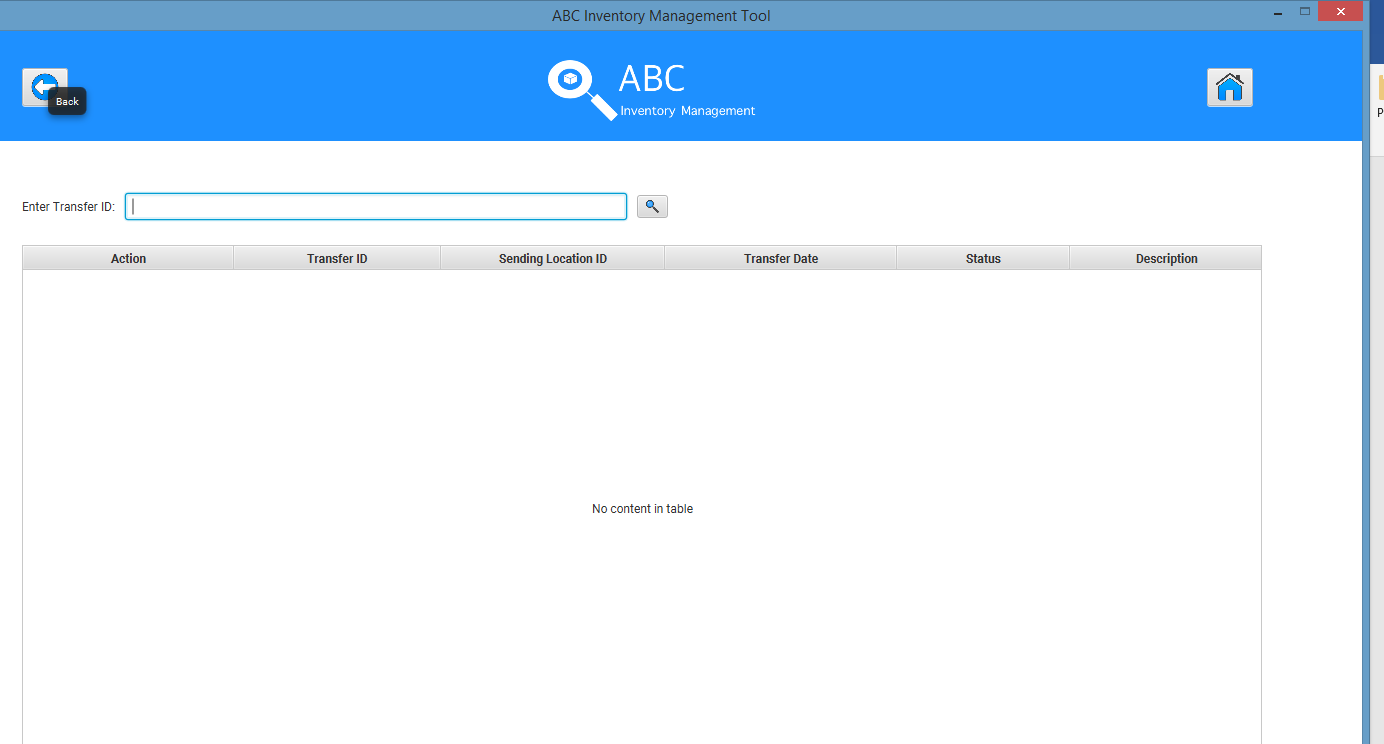 ABC Inventory Management Tool
Back
ABC
Inventory Management
P
Enter Transfer ID:
Action Transfer ID Sending Location ID Transfer Date Status Description
No content in table